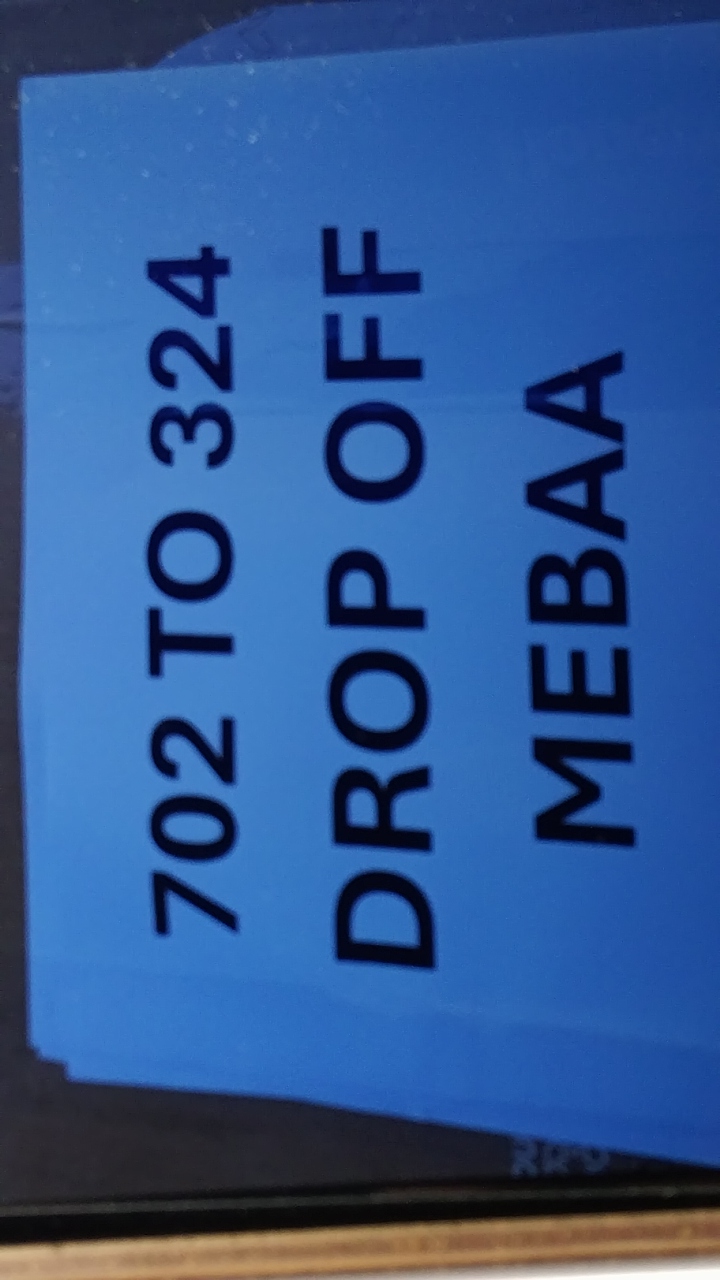 702 TO 324
DROP OFF
MEBAA